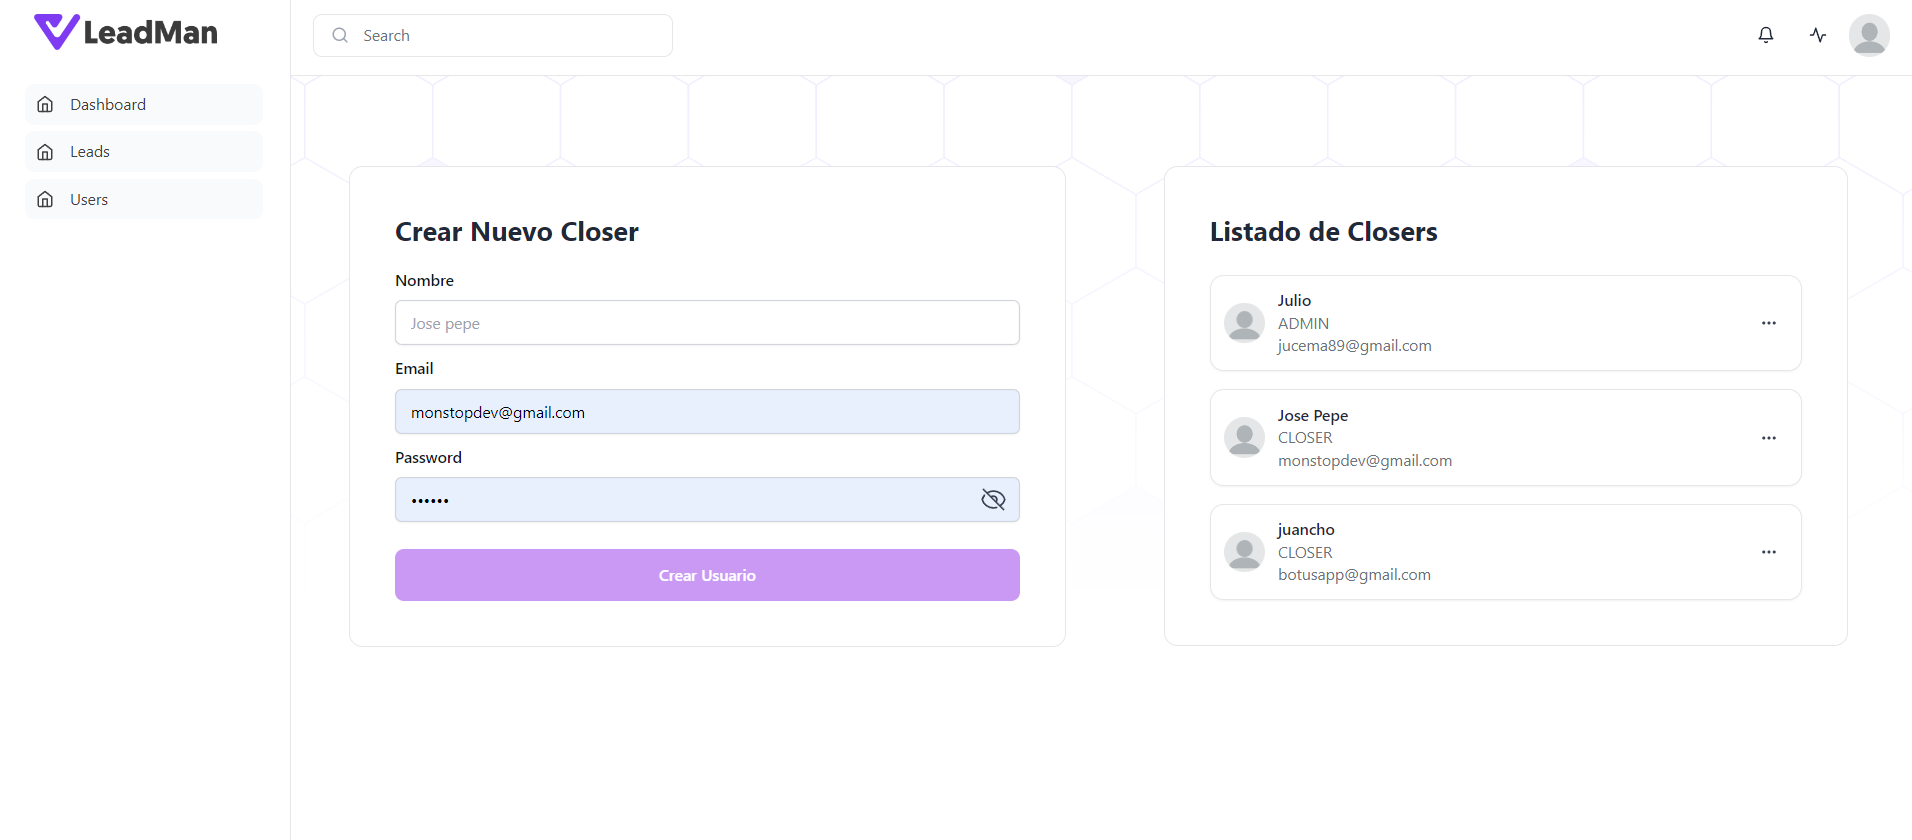 LeadMan
Search
Dashboard
Leads
Users
Crear Nuevo Closer
Nombre
Jose pepe
Email
monstopdev@gmail.com
Password
••••••
Crear Usuario
Listado de Closers
Julio
ADMIN
jucema89@gmail.com
Jose Pepe
CLOSER
monstopdev@gmail.com
juancho
CLOSER
botusapp@gmail.com